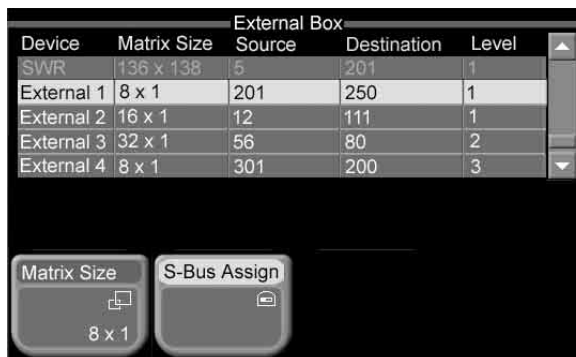 External Box
Device Matrix Size Source Destination Level
SWR 136 x 138 5 201 1
External 1 8 x 1 201 250 1
External 2 16 x 1 12 111 1
External 3 32 x 1 56 80 2
External 4 8 x 1 301 200 3
Matrix Size S-Bus Assign
8 x 1